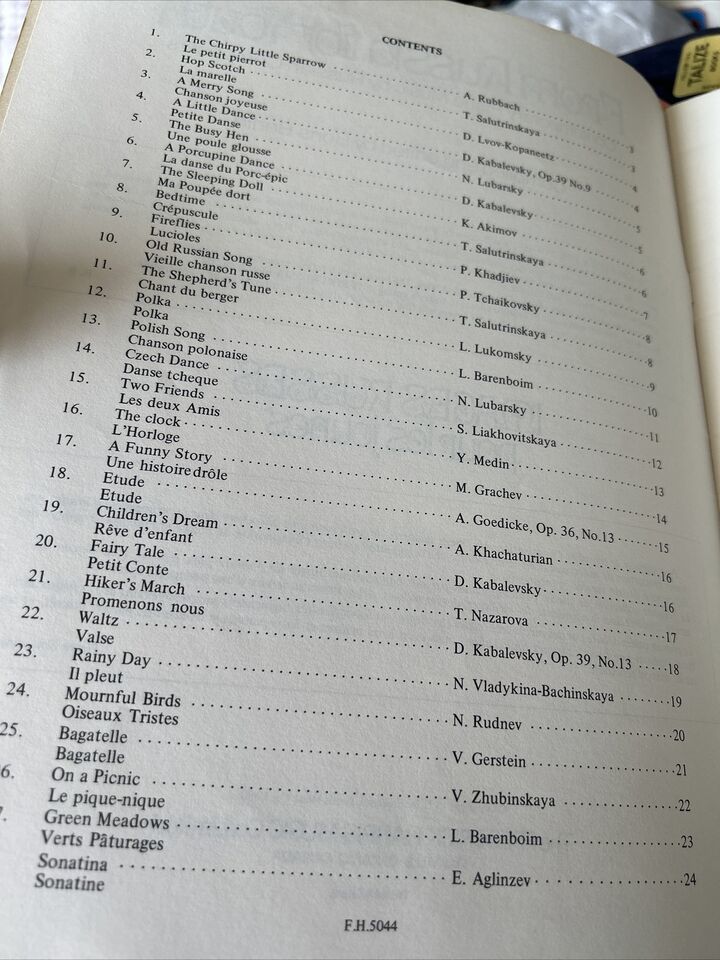 CONTENTS
1. The Chirpy Little Sparrow ........ A. Rubbach ........ 3
Le petit pierrot
2. Hop Scotch ........ T. Salutrinskaya ........ 3
La marelle
3. A Merry Song ........ D. Lvov-Kopaneetz ........ 4
Chanson joyeuse
4. A Little Dance ........ D. Kabalevsky, Op.39 No.9 ........ 4
Petite Danse
5. The Busy Hen ........ N. Lubarsky ........ 5
Une poule glousse
6. A Porcupine Dance ........ D. Kabalevsky ........ 5
La danse du Porc-épic
7. The Sleeping Doll ........ K. Akimov ........ 6
Ma Poupée dort
8. Bedtime ........ T. Salutrinskaya ........ 6
Crépuscule
9. Fireflies ........ P. Khadjiev ........ 7
Lucioles
10. Old Russian Song ........ P. Tchaikovsky ........ 8
Vieille chanson russe
11. The Shepherd's Tune ........ T. Salutrinskaya ........ 8
Chant du berger
12. Polka ........ L. Lukomsky ........ 9
Polka
13. Polish Song ........ L. Barenboim ........ 10
Chanson polonaise
14. Czech Dance ........ N. Lubarsky ........ 11
Danse tcheque
15. Two Friends ........ S. Liakhovitskaya ........ 12
Les deux Amis
16. The clock ........ Y. Medin ........ 13
L'Horloge
17. A Funny Story ........ M. Grachev ........ 14
Une histoire drôle
18. Etude ........ A. Goedicke, Op. 36, No.13 ........ 15
Etude
19. Children's Dream ........ A. Khachaturian ........ 16
Rêve d'enfant
20. Fairy Tale ........ D. Kabalevsky ........ 16
Petit Conte
21. Hiker's March ........ T. Nazarova ........ 17
Promenons nous
22. Waltz ........ D. Kabalevsky, Op. 39, No.13 ........ 18
Valse
23. Rainy Day ........ N. Vladykina-Bachinskaya ........ 19
Il pleut
24. Mournful Birds ........ N. Rudnev ........ 20
Oiseaux Tristes
25. Bagatelle ........ V. Gerstein ........ 21
Bagatelle
6. On a Picnic ........ V. Zhubinskaya ........ 22
Le pique-nique
7. Green Meadows ........ L. Barenboim ........ 23
Verts Pâturages
Sonatina ........ E. Aglinzev ........ 24
Sonatine
F.H.5044
TALIZE